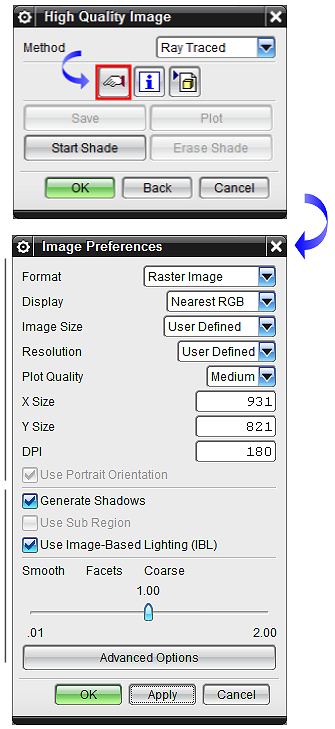 High Quality Image
Method Ray Traced
Save Plot
Start Shade Erase Shade
OK Back Cancel
Image Preferences
Format Raster Image
Display Nearest RGB
Image Size User Defined
Resolution User Defined
Plot Quality Medium
X Size 931
Y Size 821
DPI 180
Use Portrait Orientation
Generate Shadows
Use Sub Region
Use Image-Based Lighting (IBL)
Smooth Facets Coarse
1.00
.01 2.00
Advanced Options
OK Apply Cancel